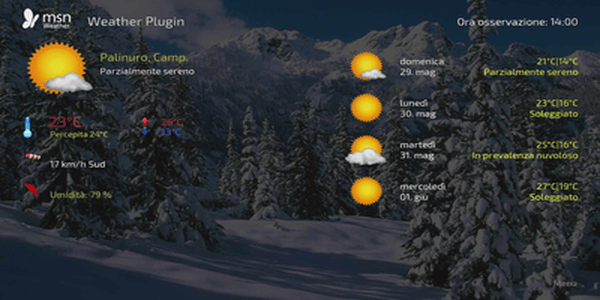 msn
Weather
Weather Plugin
Ora osservazione: 14:00
Palinuro, Camp.
Parzialmente sereno
23°C
Percepita 24°C
17 km/h Sud
Umidità: 79 %
domenica
29. mag
21°C|14°C
Parzialmente sereno
lunedì
30. mag
23°C|16°C
Soleggiato
martedì
31. mag
25°C|16°C
In prevalenza nuvoloso
mercoledì
01. giu
27°C|19°C
Soleggiato